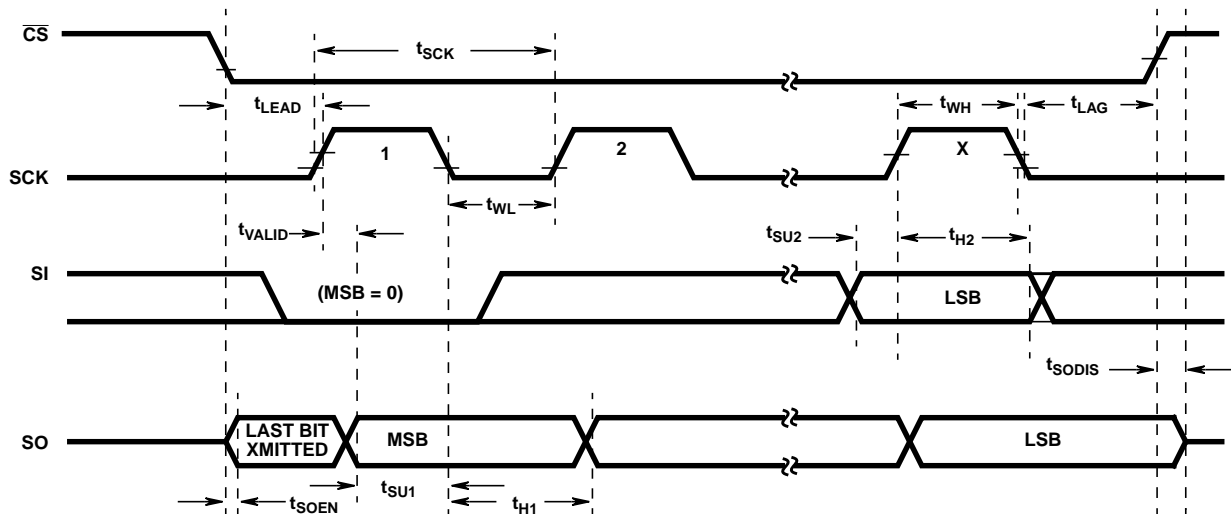 CS
tSCK
tLEAD
tWH
tLAG
1
2
X
SCK
tWL
tVALID
tSU2
tH2
SI
(MSB = 0)
LSB
tSODIS
SO
LAST BIT
XMITTED
MSB
LSB
tSOEN
tSU1
tH1